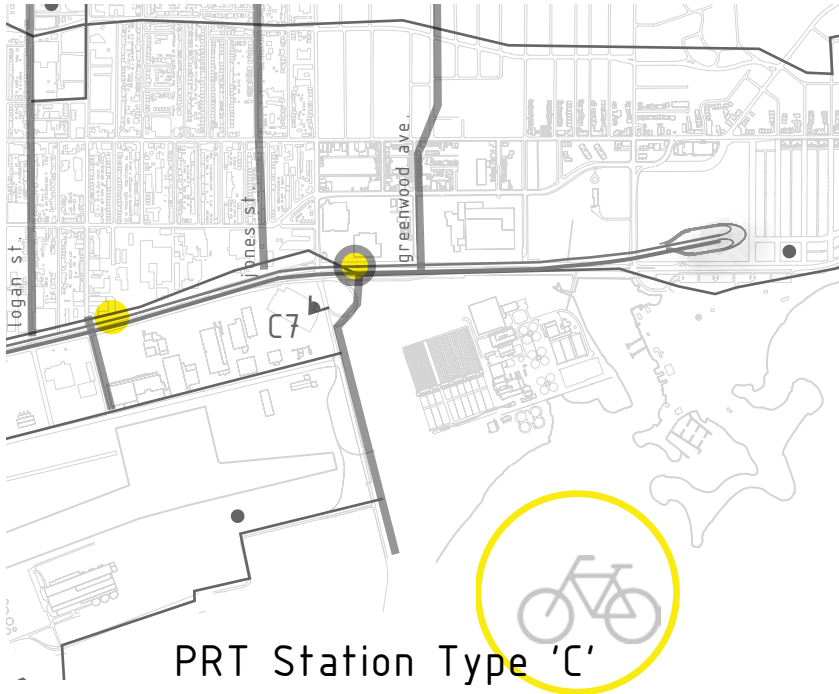 logan st.
jones st.
greenwood ave.
C7
PRT Station Type 'C'